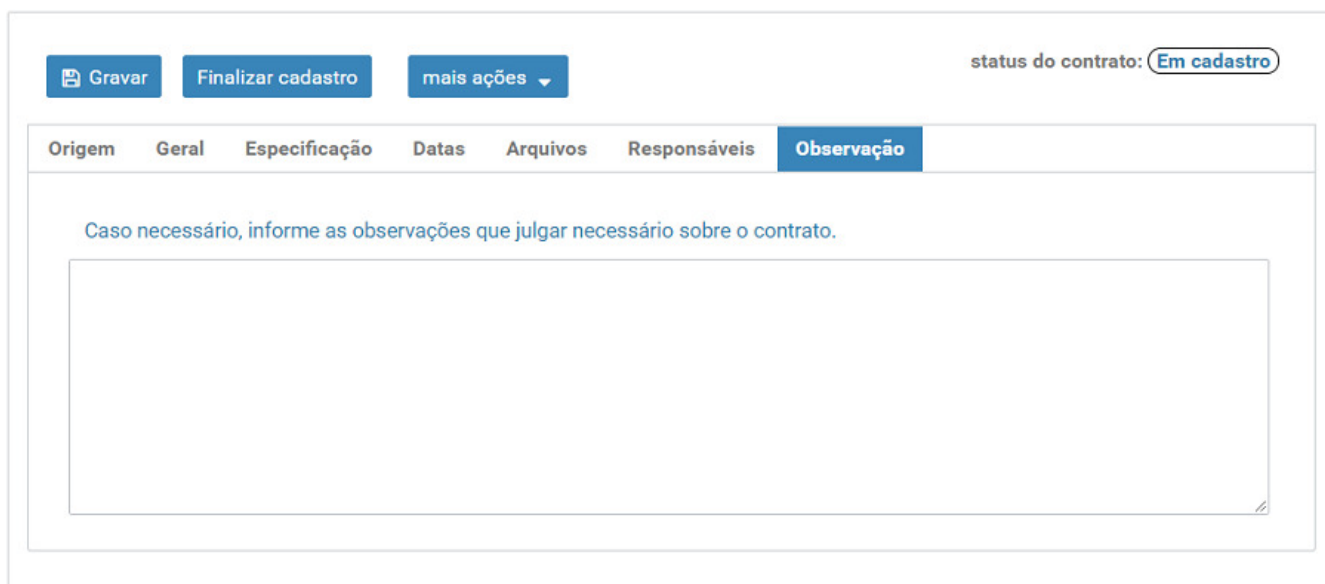 Gravar Finalizar cadastro mais ações status do contrato: Em cadastro
Origem Geral Especificação Datas Arquivos Responsáveis Observação
Caso necessário, informe as observações que julgar necessário sobre o contrato.